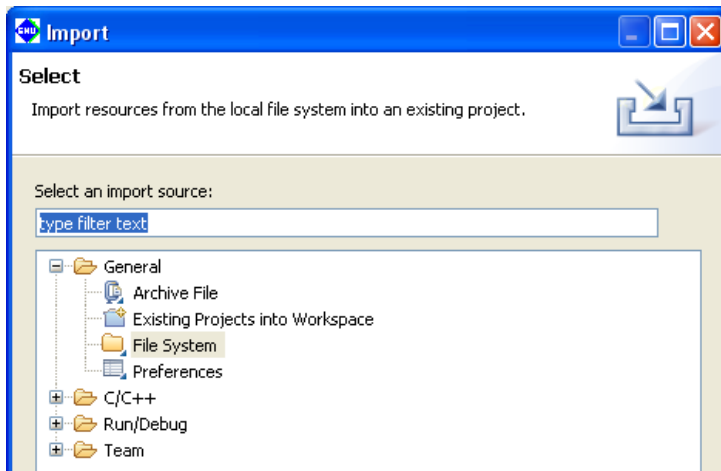 GNU Import
Select
Import resources from the local file system into an existing project.
Select an import source:
type filter text
General
Archive File
Existing Projects into Workspace
File System
Preferences
C/C++
Run/Debug
Team